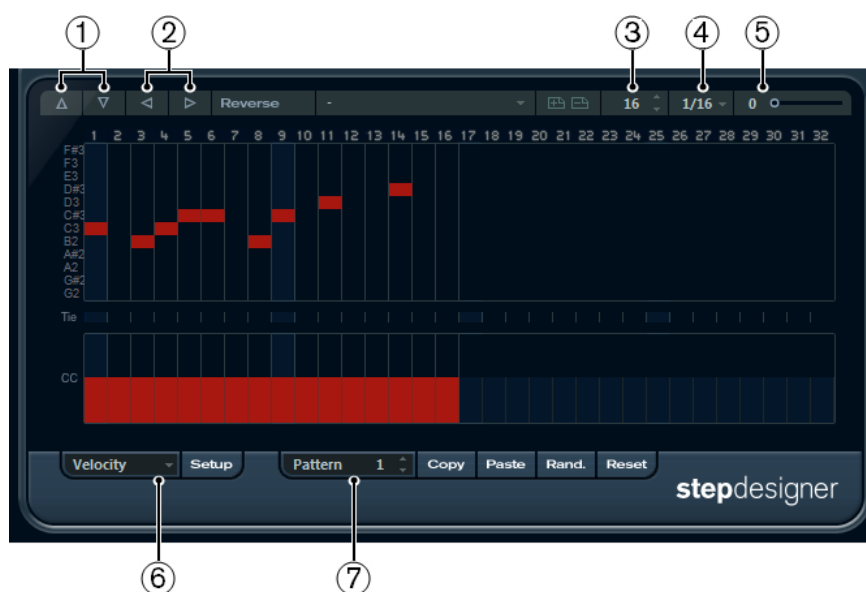 ① ② ③ ④ ⑤
Reverse - 16 1/16 0
1 2 3 4 5 6 7 8 9 10 11 12 13 14 15 16 17 18 19 20 21 22 23 24 25 26 27 28 29 30 31 32
F#3
F3
E3
D#3
D3
C#3
C3
B2
A#2
A2
G#2
G2
Tie
CC
Velocity Setup Pattern 1 Copy Paste Rand. Reset
stepdesigner
⑥ ⑦